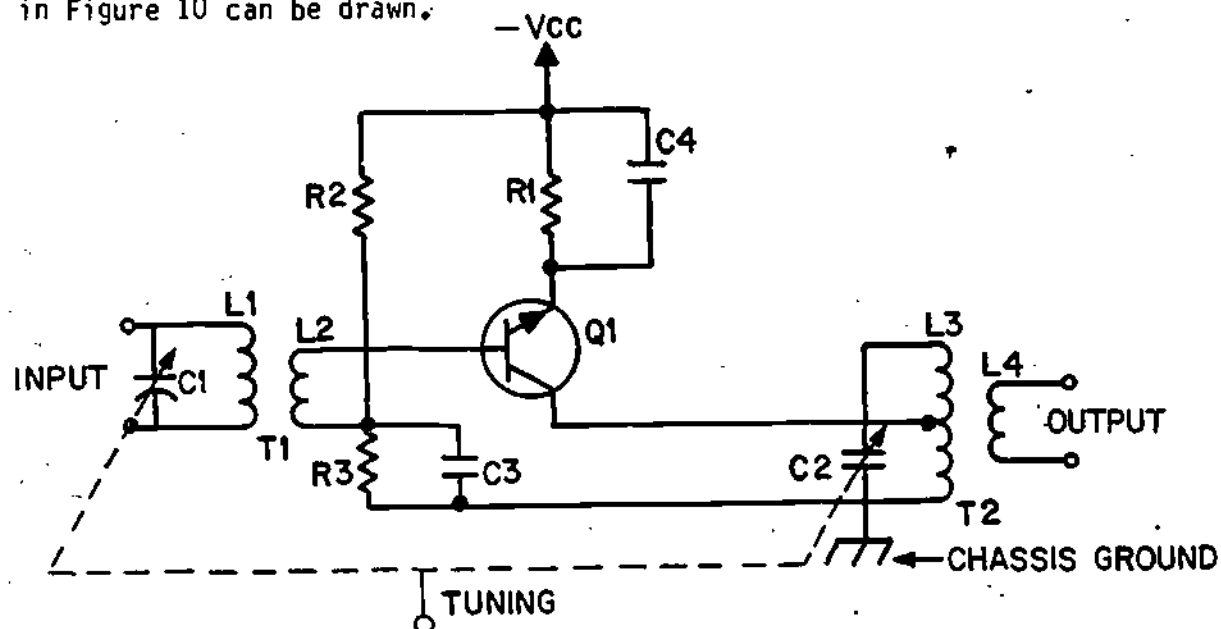 in Figure 10 can be drawn.
—VCC
C4
R2
R1
L1
L2
Q1
L3
L4
INPUT
C1
OUTPUT
T1
R3
C3
C2
T2
CHASSIS GROUND
TUNING